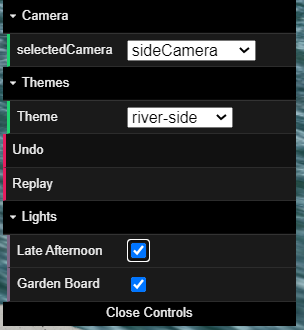 Camera
selectedCamera sideCamera
Themes
Theme river-side
Undo
Replay
Lights
Late Afternoon
Garden Board
Close Controls